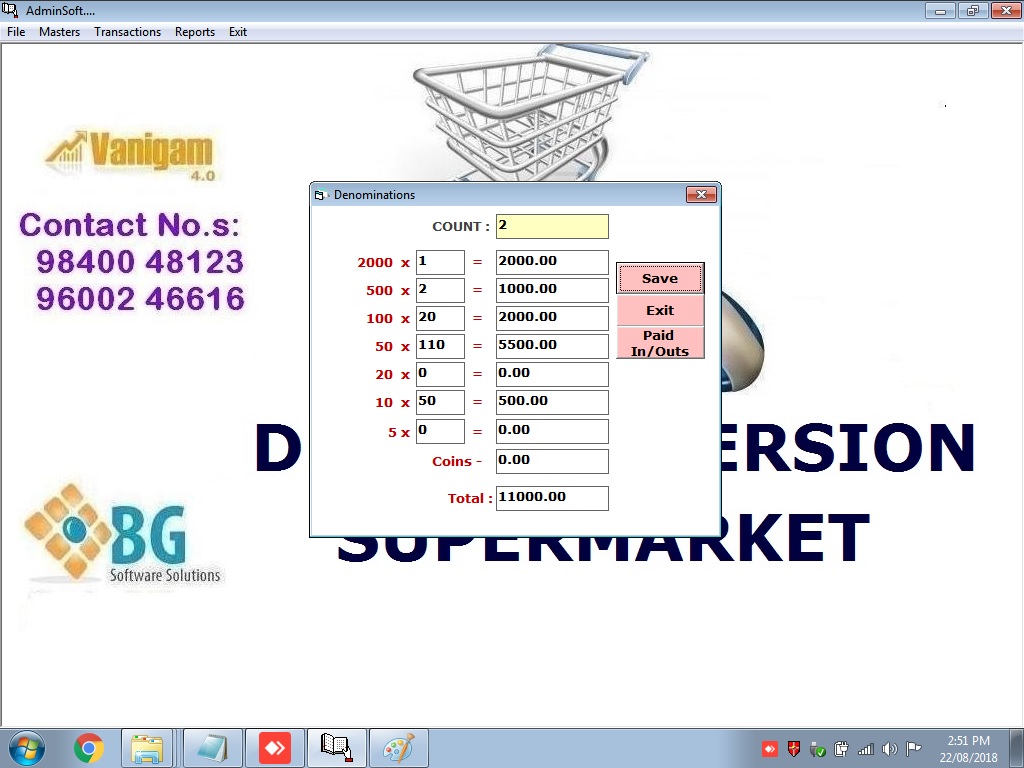 AdminSoft....
File Masters Transactions Reports Exit
Vanigam
4.0
Contact No.s:
98400 48123
96002 46616
Denominations
COUNT : 2
2000 x 1 = 2000.00
500 x 2 = 1000.00
100 x 20 = 2000.00
50 x 110 = 5500.00
20 x 0 = 0.00
10 x 50 = 500.00
5 x 0 = 0.00
Coins - 0.00
Total : 11000.00
Save
Exit
Paid
In/Outs
SUPERMARKET
BG
Software Solutions
2:51 PM
22/08/2018